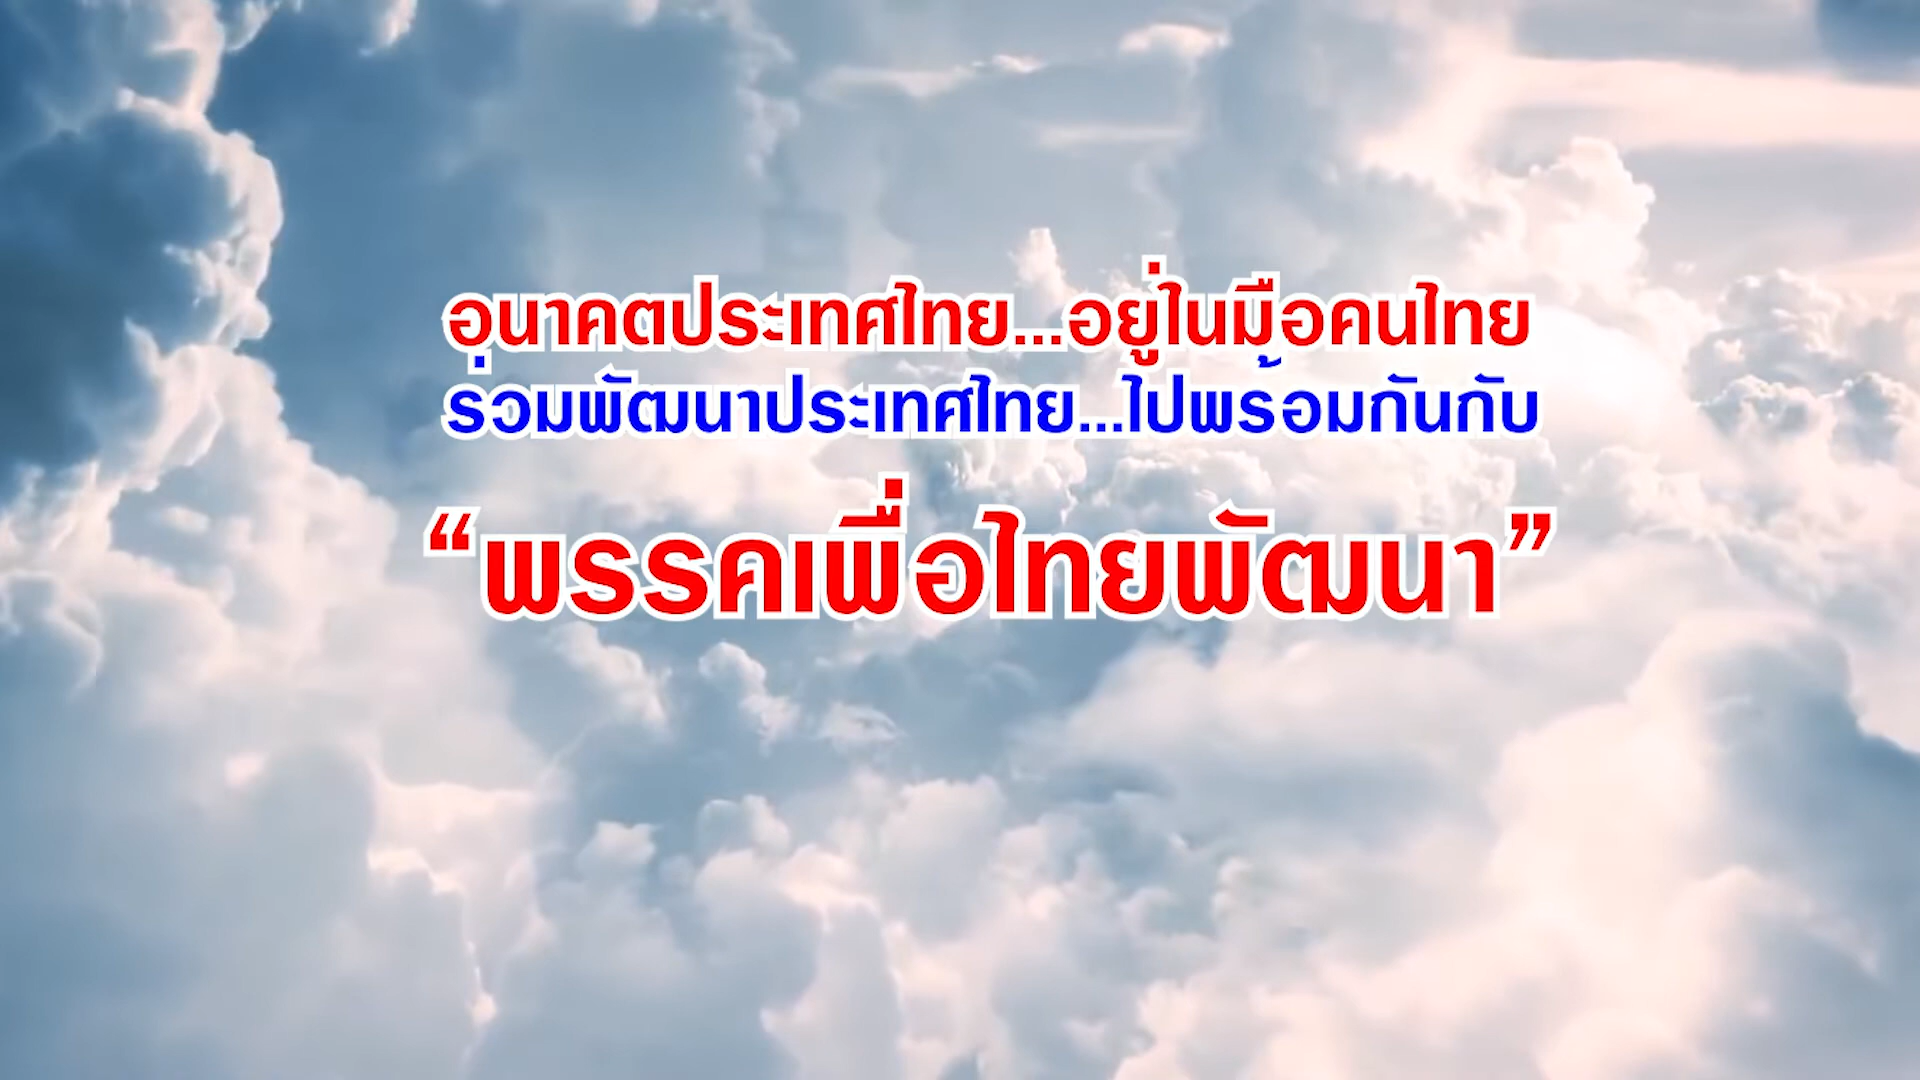 อนาคตประเทศไทย...อยู่ในมือคนไทย
ร่วมพัฒนาประเทศไทย...ไปพร้อมกันกับ
“พรรคเพื่อไทยพัฒนา”